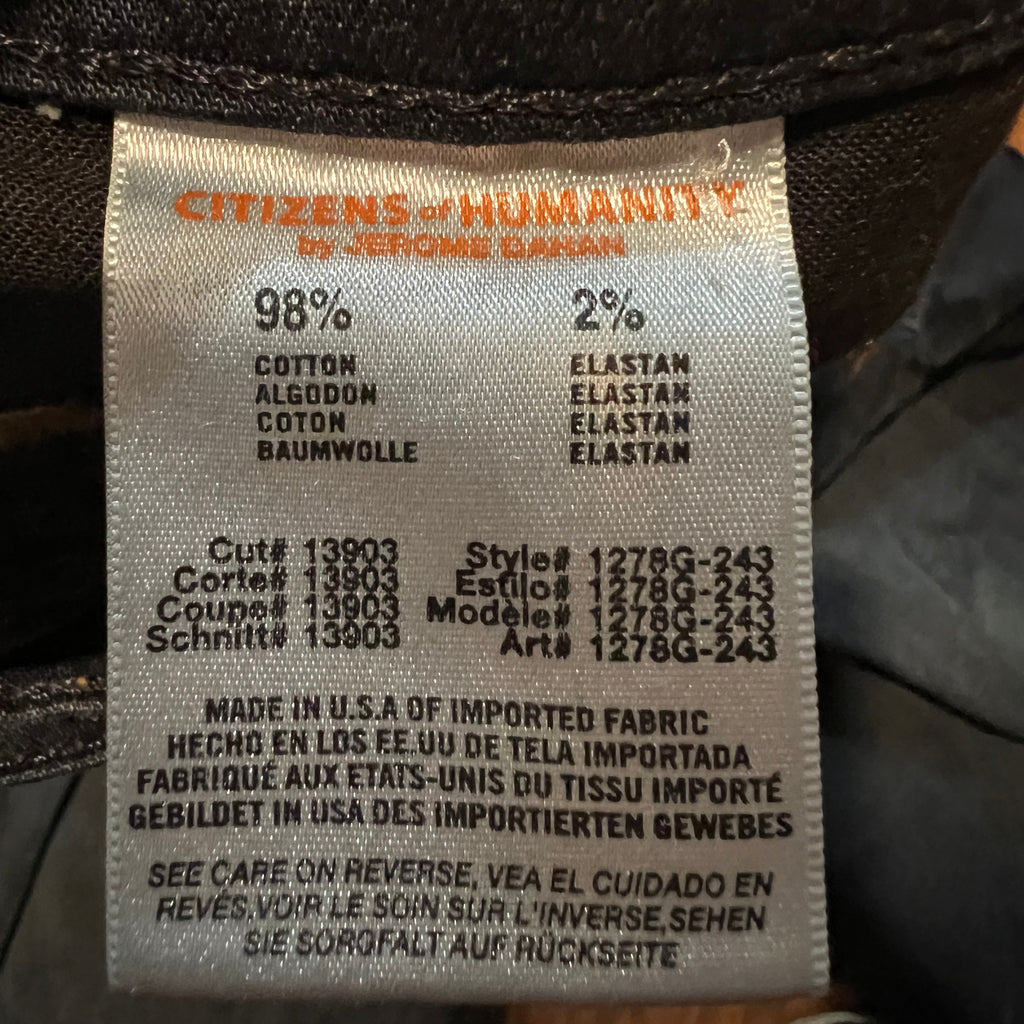 CITIZENS of HUMANITY
by JEROME DAHAN
98% 2%
COTTON ELASTAN
ALGODON ELASTAN
COTON ELASTAN
BAUMWOLLE ELASTAN
Cut# 13903 Style# 1278G-243
Corte# 13903 Estilo# 1278G-243
Coupe# 13903 Modèle# 1278G-243
Schnitt# 13903 Art# 1278G-243
MADE IN U.S.A OF IMPORTED FABRIC
HECHO EN LOS EE.UU DE TELA IMPORTADA
FABRIQUÉ AUX ETATS-UNIS DU TISSU IMPORTÉ
GEBILDET IN USA DES IMPORTIERTEN GEWEBES
SEE CARE ON REVERSE, VEA EL CUIDADO EN
REVÉS,VOIR LE SOIN SUR L'INVERSE,SEHEN
SIE SORGFALT AUF RÜCKSEITE